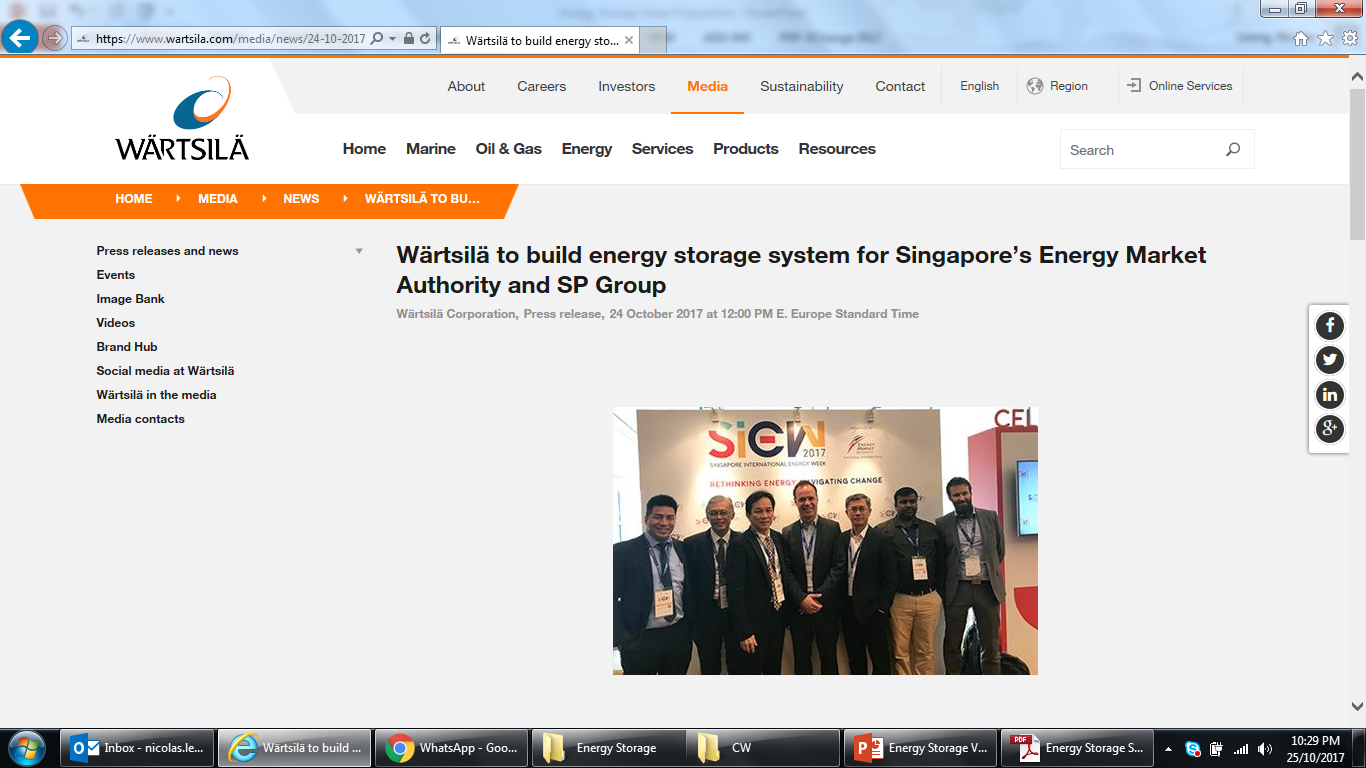 https://www.wartsila.com/media/news/24-10-2017
Wärtsilä to build energy sto...
About Careers Investors Media Sustainability Contact English Region Online Services
WÄRTSILÄ
Home Marine Oil & Gas Energy Services Products Resources
Search
HOME MEDIA NEWS WÄRTSILÄ TO BU...
Press releases and news
Events
Image Bank
Videos
Brand Hub
Social media at Wärtsilä
Wärtsilä in the media
Media contacts
Wärtsilä to build energy storage system for Singapore's Energy Market
Authority and SP Group
Wärtsilä Corporation, Press release, 24 October 2017 at 12:00 PM E. Europe Standard Time
SiEW
2017
SINGAPORE INTERNATIONAL ENERGY WEEK
ENERGY
MARKET
RETHINKING ENERGY NAVIGATING CHANGE
CEL
Inbox - nicolas.le...
Wärtsilä to build ...
WhatsApp - Goo...
Energy Storage
CW
Energy Storage V...
PDF
Energy Storage S...
10:29 PM
25/10/2017